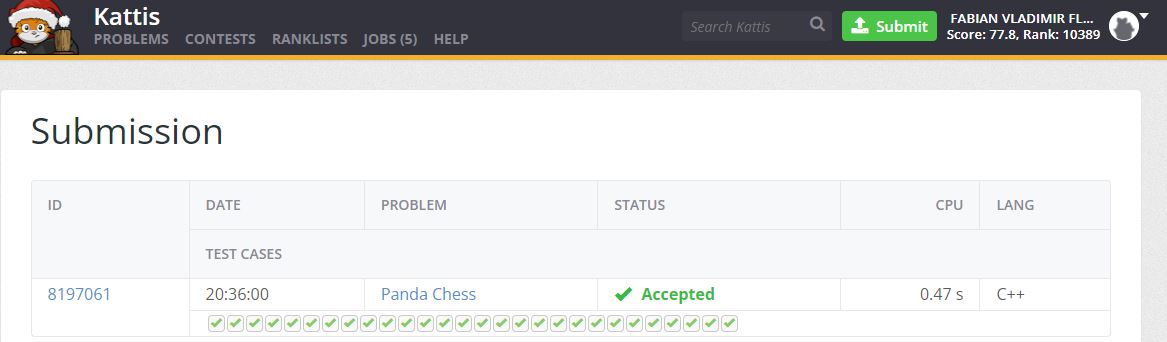 Kattis
PROBLEMS CONTESTS RANKLISTS JOBS (5) HELP
Search Kattis
Submit
FABIAN VLADIMIR FL...
Score: 77.8, Rank: 10389
Submission
ID DATE PROBLEM STATUS CPU LANG
TEST CASES
8197061 20:36:00 Panda Chess Accepted 0.47 s C++